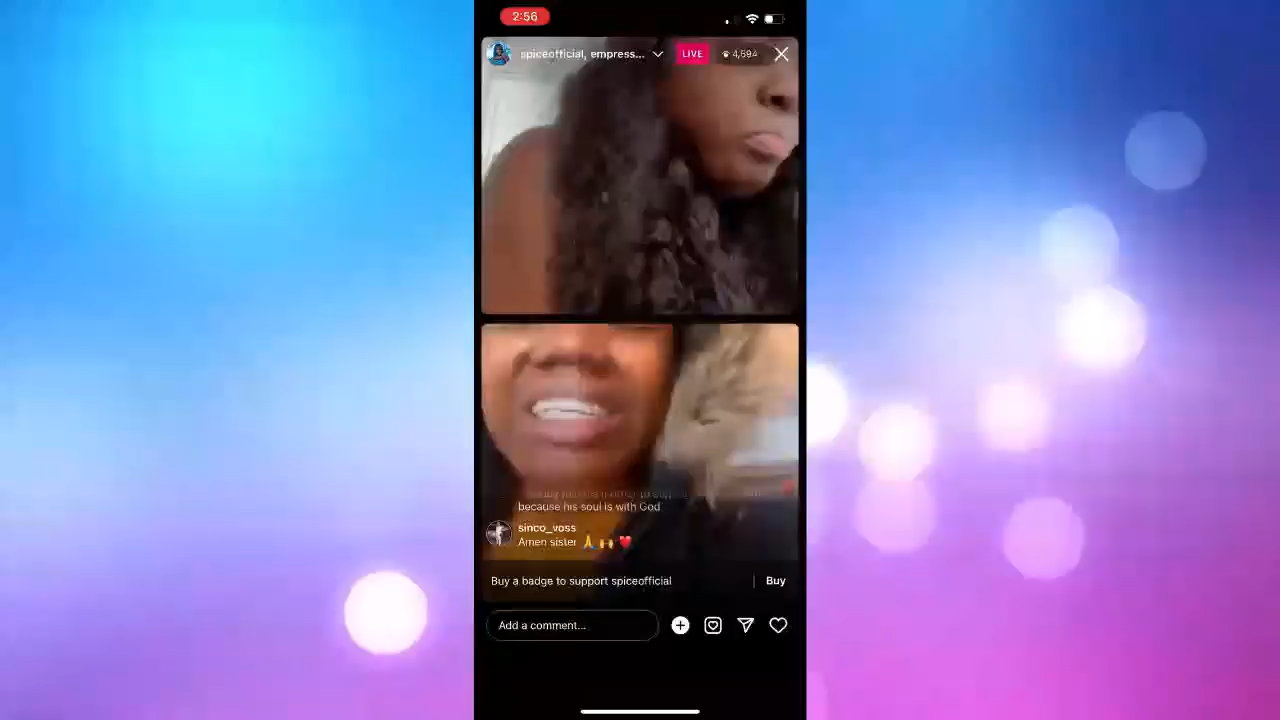 2:56
spiceofficial, empress...
LIVE
4,594
because his soul is with God
sinco_voss
Amen sister 🙏 🙌 ❤️
Buy a badge to support spiceofficial
Buy
Add a comment...